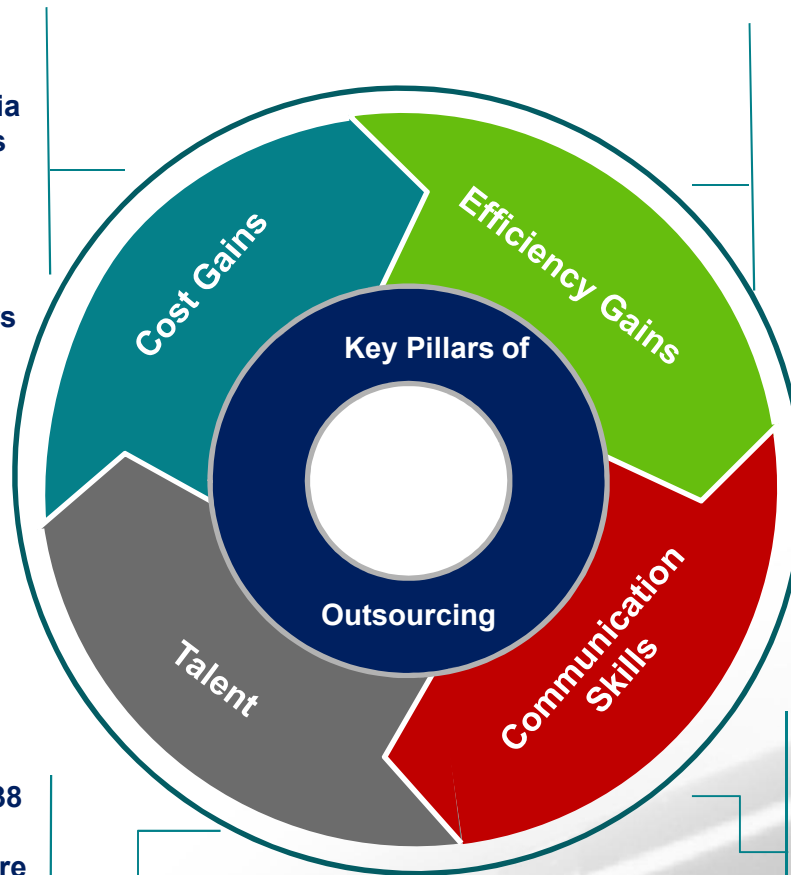 Cost Gains
Efficiency Gains
Key Pillars of
Outsourcing
Communication
Skills
Talent